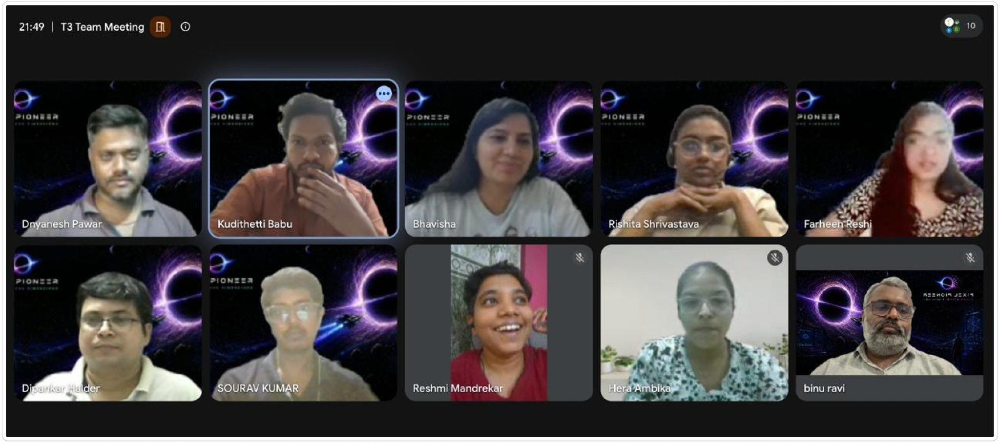 21:49 | T3 Team Meeting
10
PIONEER
PIONEER
PIONEER
PIONEER
PIONEER
Dnyanesh Pawar
Kudithetti Babu
Bhavisha
Rishita Shrivastava
Farheen Reshi
PIONEER
PIONEER
PIXEL PIONEER
Dipankar Halder
SOURAV KUMAR
Reshmi Mandrekar
Hera Ambika
binu ravi